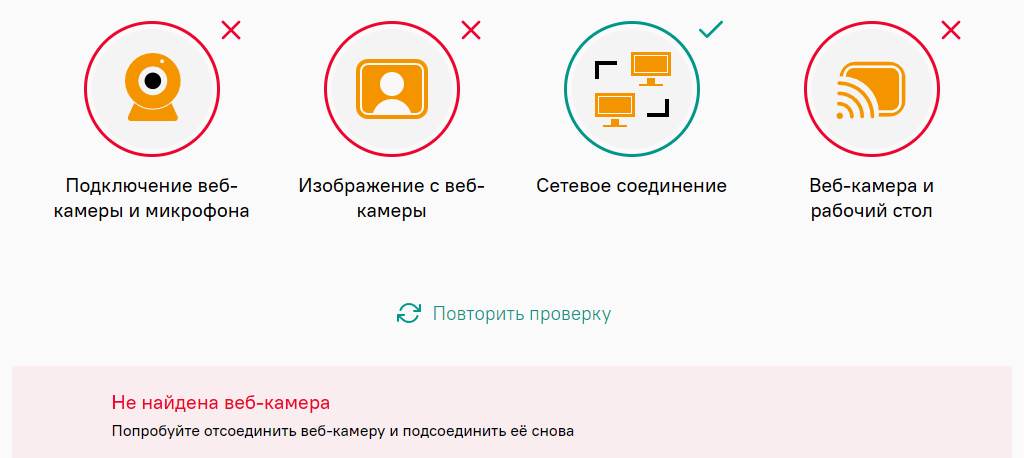 Подключение веб-
камеры и микрофона
Изображение с веб-
камеры
Сетевое соединение
Веб-камера и
рабочий стол
Повторить проверку
Не найдена веб-камера
Попробуйте отсоединить веб-камеру и подсоединить её снова